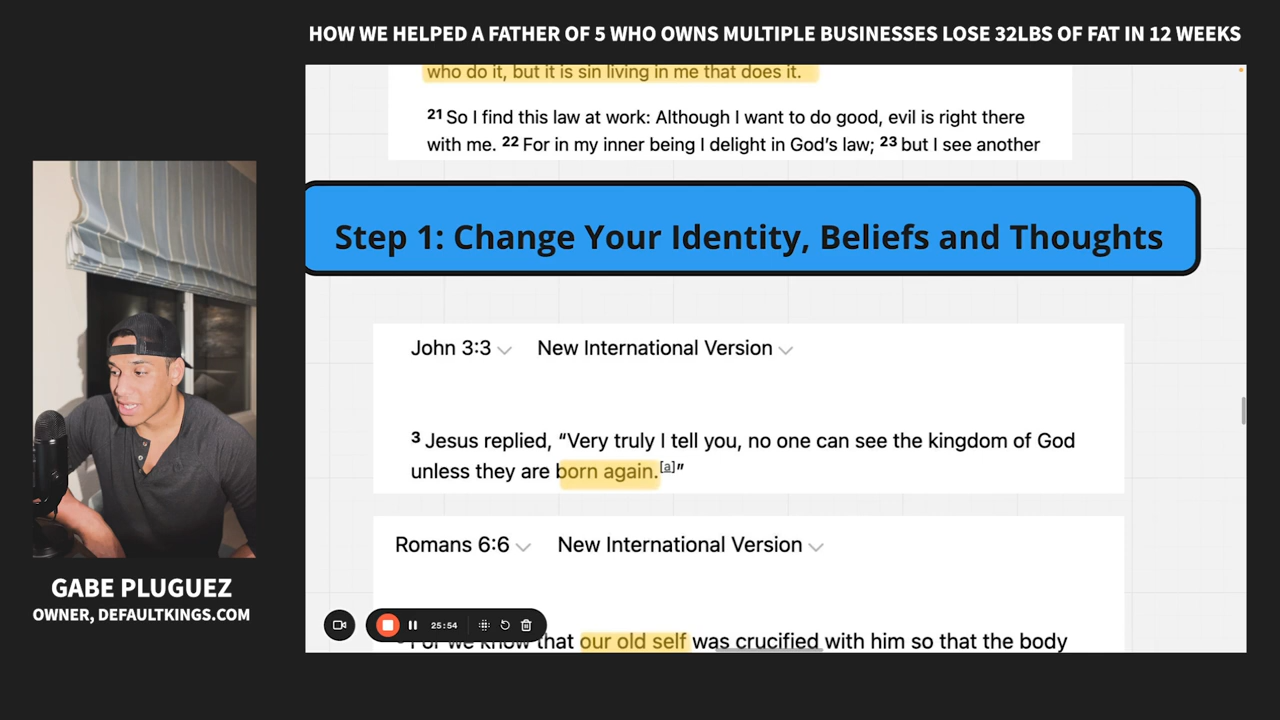 HOW WE HELPED A FATHER OF 5 WHO OWNS MULTIPLE BUSINESSES LOSE 32LBS OF FAT IN 12 WEEKS
who do it, but it is sin living in me that does it.
21 So I find this law at work: Although I want to do good, evil is right there
with me. 22 For in my inner being I delight in God’s law; 23 but I see another
Step 1: Change Your Identity, Beliefs and Thoughts
John 3:3 New International Version
3 Jesus replied, “Very truly I tell you, no one can see the kingdom of God
unless they are born again.[a]”
Romans 6:6 New International Version
For we know that our old self was crucified with him so that the body
25:54
GABE PLUGUEZ
OWNER, DEFAULTKINGS.COM